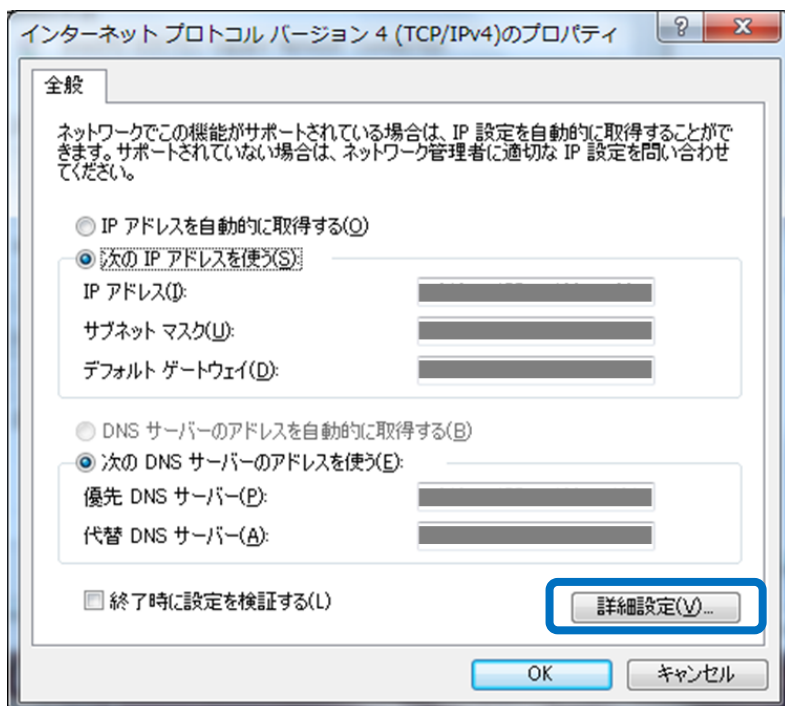 インターネット プロトコル バージョン 4 (TCP/IPv4)のプロパティ
全般
ネットワークでこの機能がサポートされている場合は、IP 設定を自動的に取得することがで
きます。サポートされていない場合は、ネットワーク管理者に適切な IP 設定を問い合わせ
てください。
IP アドレスを自動的に取得する(O)
次の IP アドレスを使う(S):
IP アドレス(I):
サブネット マスク(U):
デフォルト ゲートウェイ(D):
DNS サーバーのアドレスを自動的に取得する(B)
次の DNS サーバーのアドレスを使う(E):
優先 DNS サーバー(P):
代替 DNS サーバー(A):
終了時に設定を検証する(L)
詳細設定(V)...
OK
キャンセル